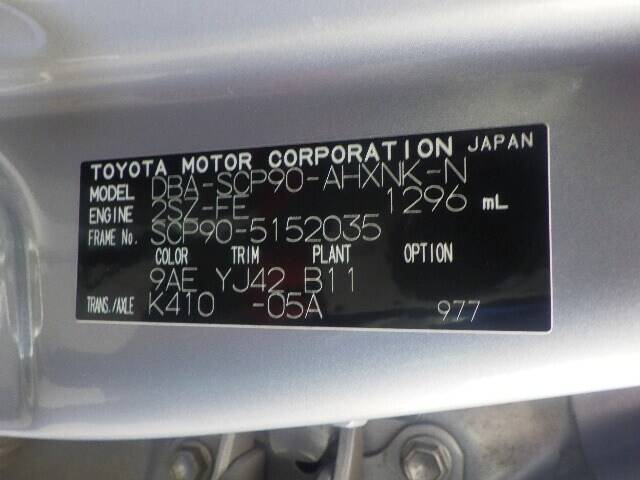 TOYOTA MOTOR CORPORATION JAPAN
MODEL DBA-SCP90-AHXNK-N
ENGINE 2SZ-FE 1296 mL
FRAME No. SCP90-5152035
COLOR TRIM PLANT OPTION
9AE YJ42 B11
TRANS./AXLE K410 -05A 977